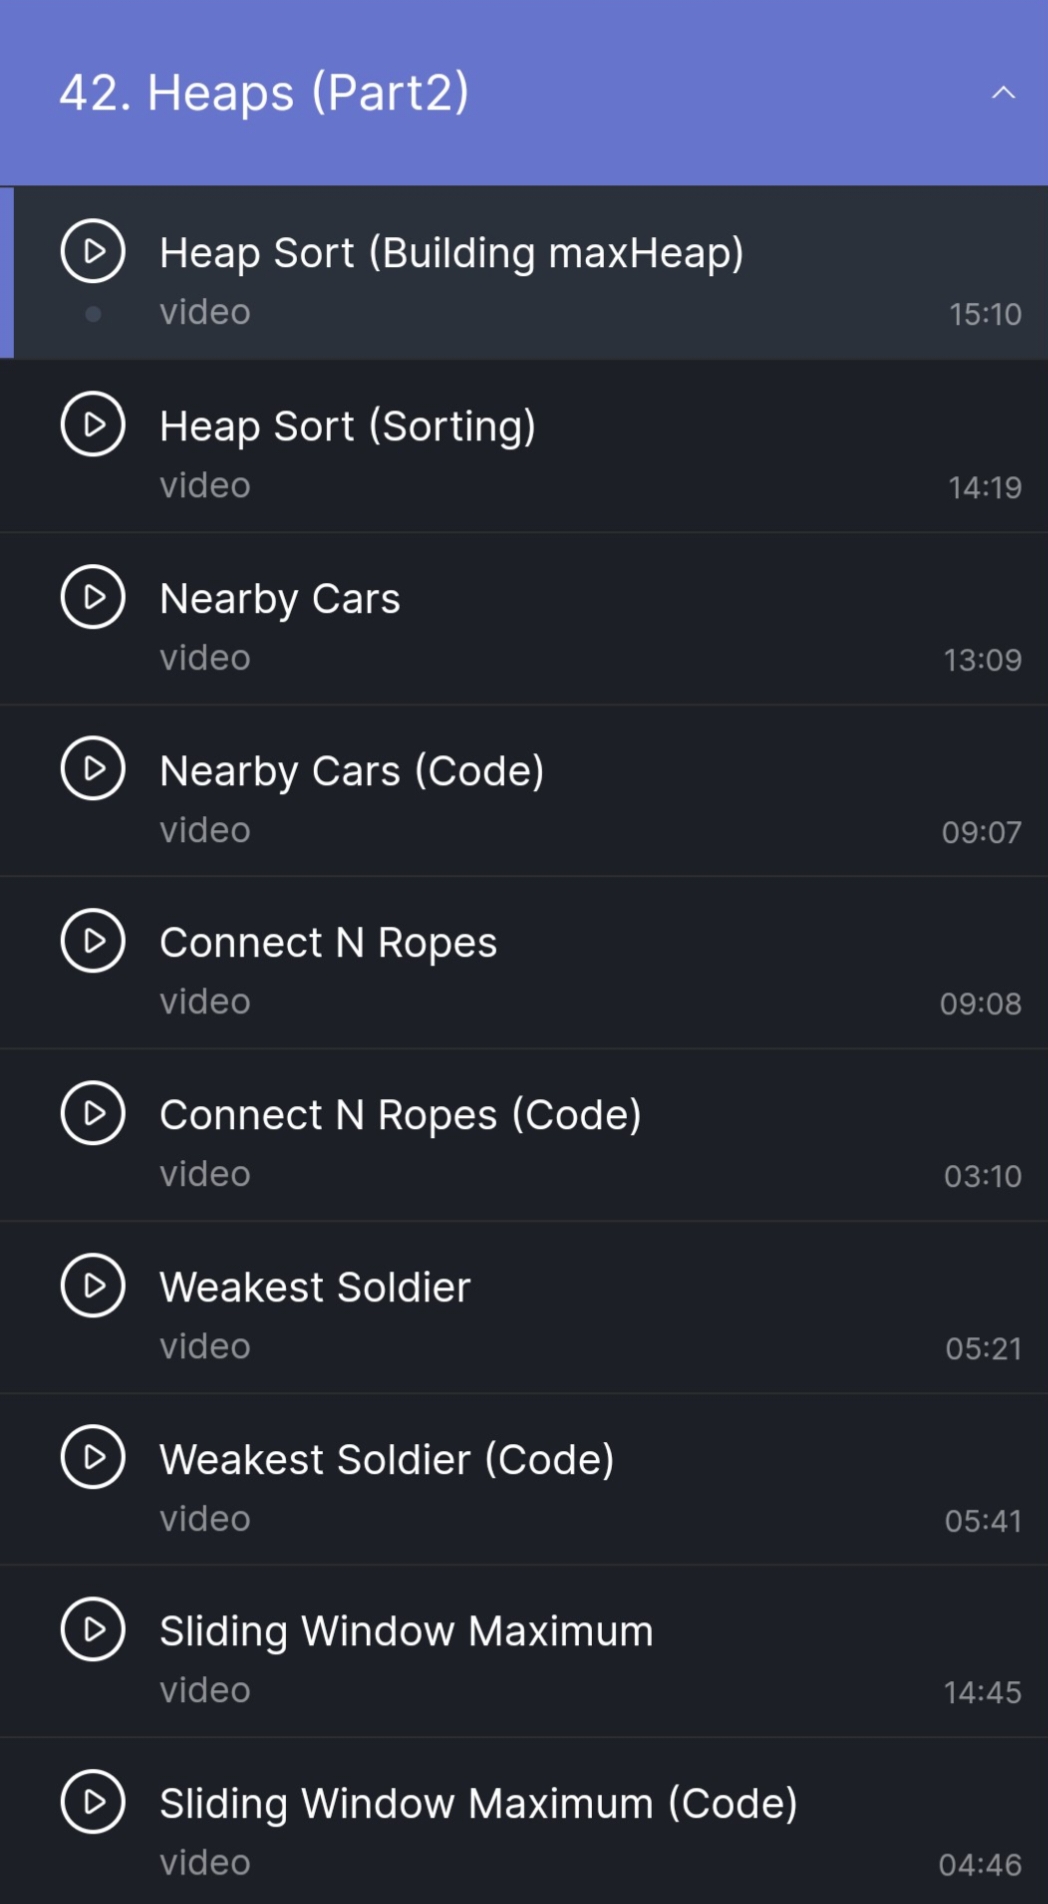 42. Heaps (Part2)
Heap Sort (Building maxHeap)
video 15:10
Heap Sort (Sorting)
video 14:19
Nearby Cars
video 13:09
Nearby Cars (Code)
video 09:07
Connect N Ropes
video 09:08
Connect N Ropes (Code)
video 03:10
Weakest Soldier
video 05:21
Weakest Soldier (Code)
video 05:41
Sliding Window Maximum
video 14:45
Sliding Window Maximum (Code)
video 04:46